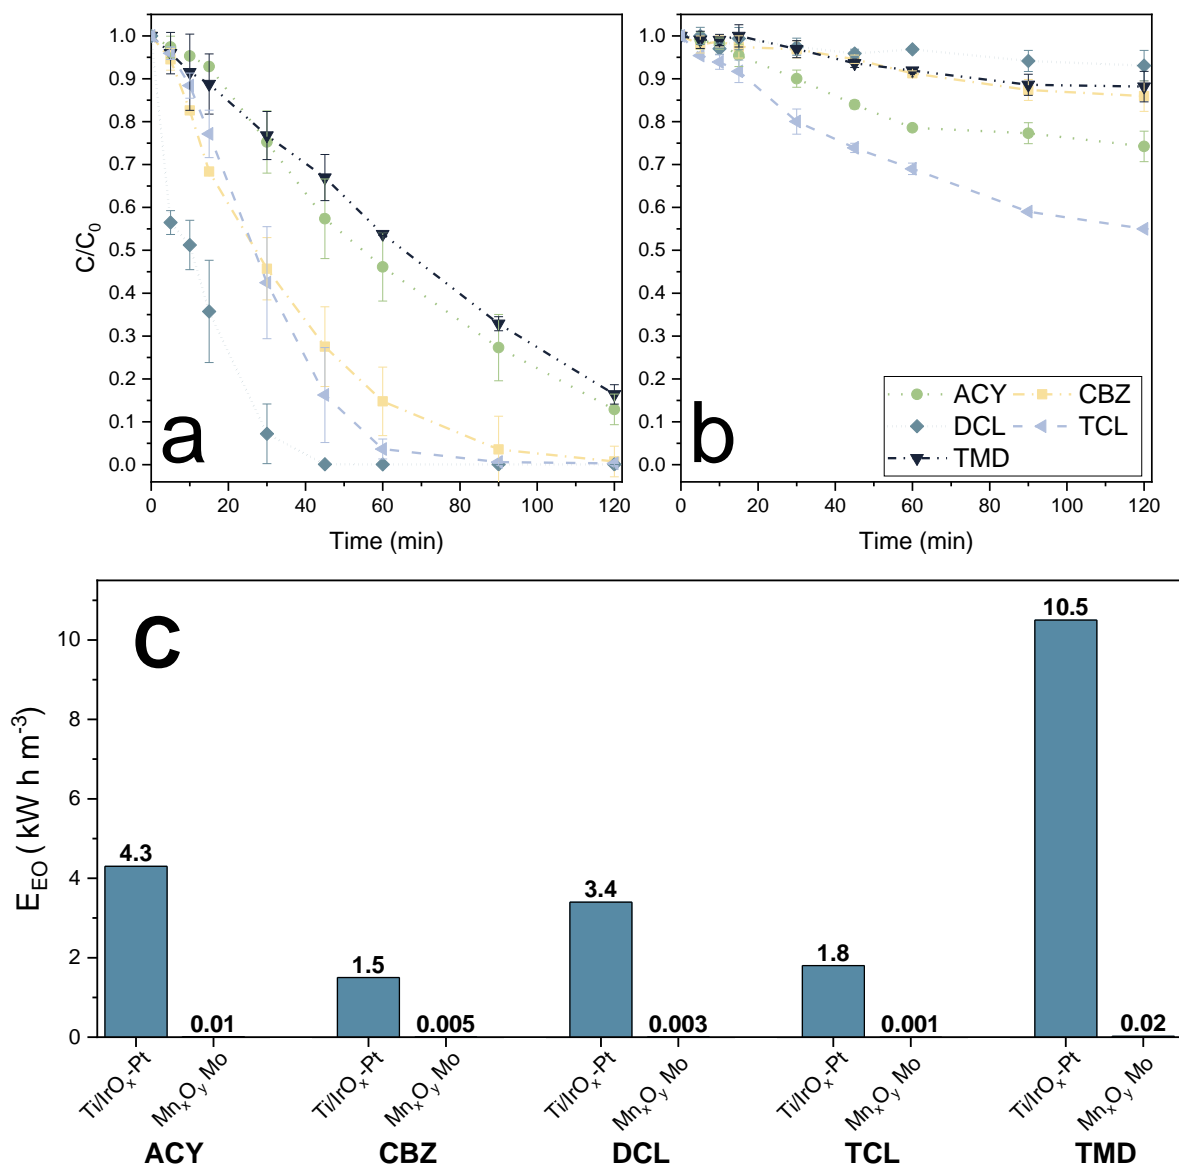 1.0
0.9
0.8
0.7
0.6
0.5
0.4
0.3
0.2
0.1
0.0
C/C0
a
0 20 40 60 80 100 120
Time (min)
1.0
0.9
0.8
0.7
0.6
0.5
0.4
0.3
0.2
0.1
0.0
b
ACY CBZ
DCL TCL
TMD
0 20 40 60 80 100 120
Time (min)
C
EEO ( kW h m-3)
10
8
6
4
2
0
4.3 0.01 1.5 0.005 3.4 0.003 1.8 0.001 10.5 0.02
Ti/IrOx-Pt MnxOy Mo Ti/IrOx-Pt MnxOy Mo Ti/IrOx-Pt MnxOy Mo Ti/IrOx-Pt MnxOy Mo Ti/IrOx-Pt MnxOy Mo
ACY CBZ DCL TCL TMD